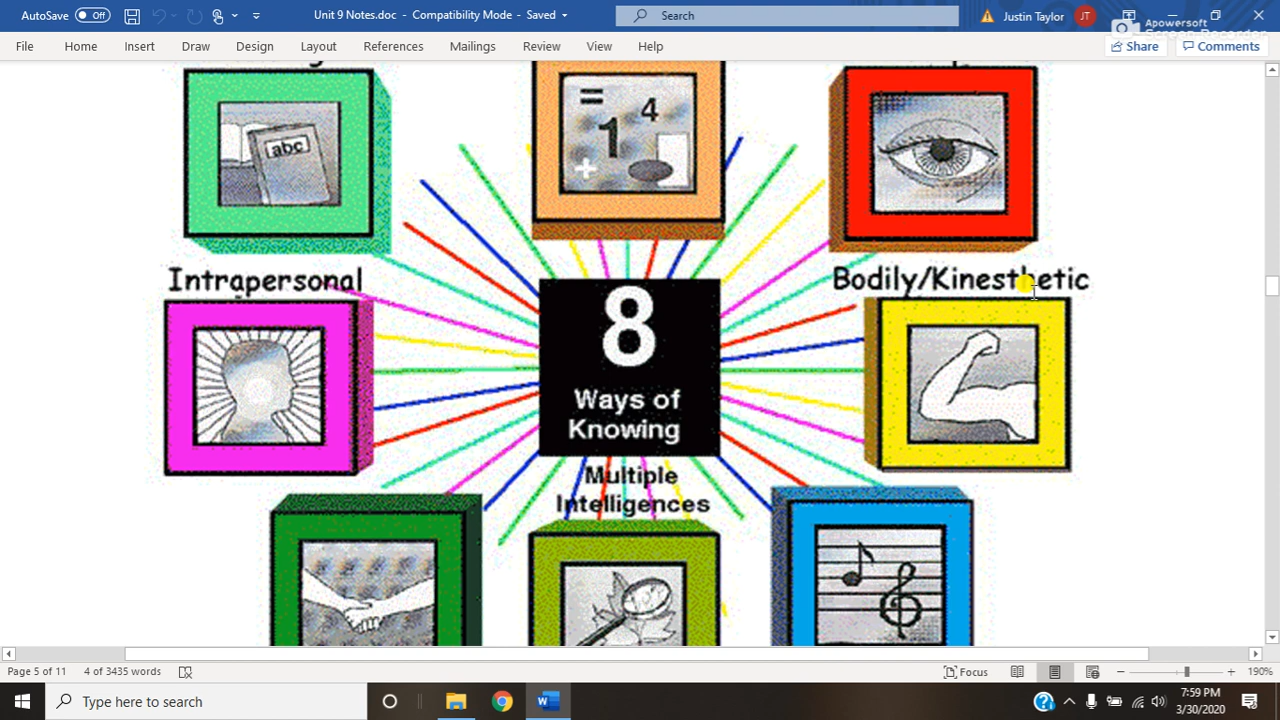 AutoSave Off
Unit 9 Notes.doc - Compatibility Mode - Saved
Search
Justin Taylor JT
Apowersoft
Screen Recorder
File Home Insert Draw Design Layout References Mailings Review View Help
Share Comments
abc
= 4
1
+
Intrapersonal
Bodily/Kinesthetic
8
Ways of
Knowing
Multiple
Intelligences
Page 5 of 11 4 of 3435 words
Focus
190%
Type here to search
7:59 PM
3/30/2020